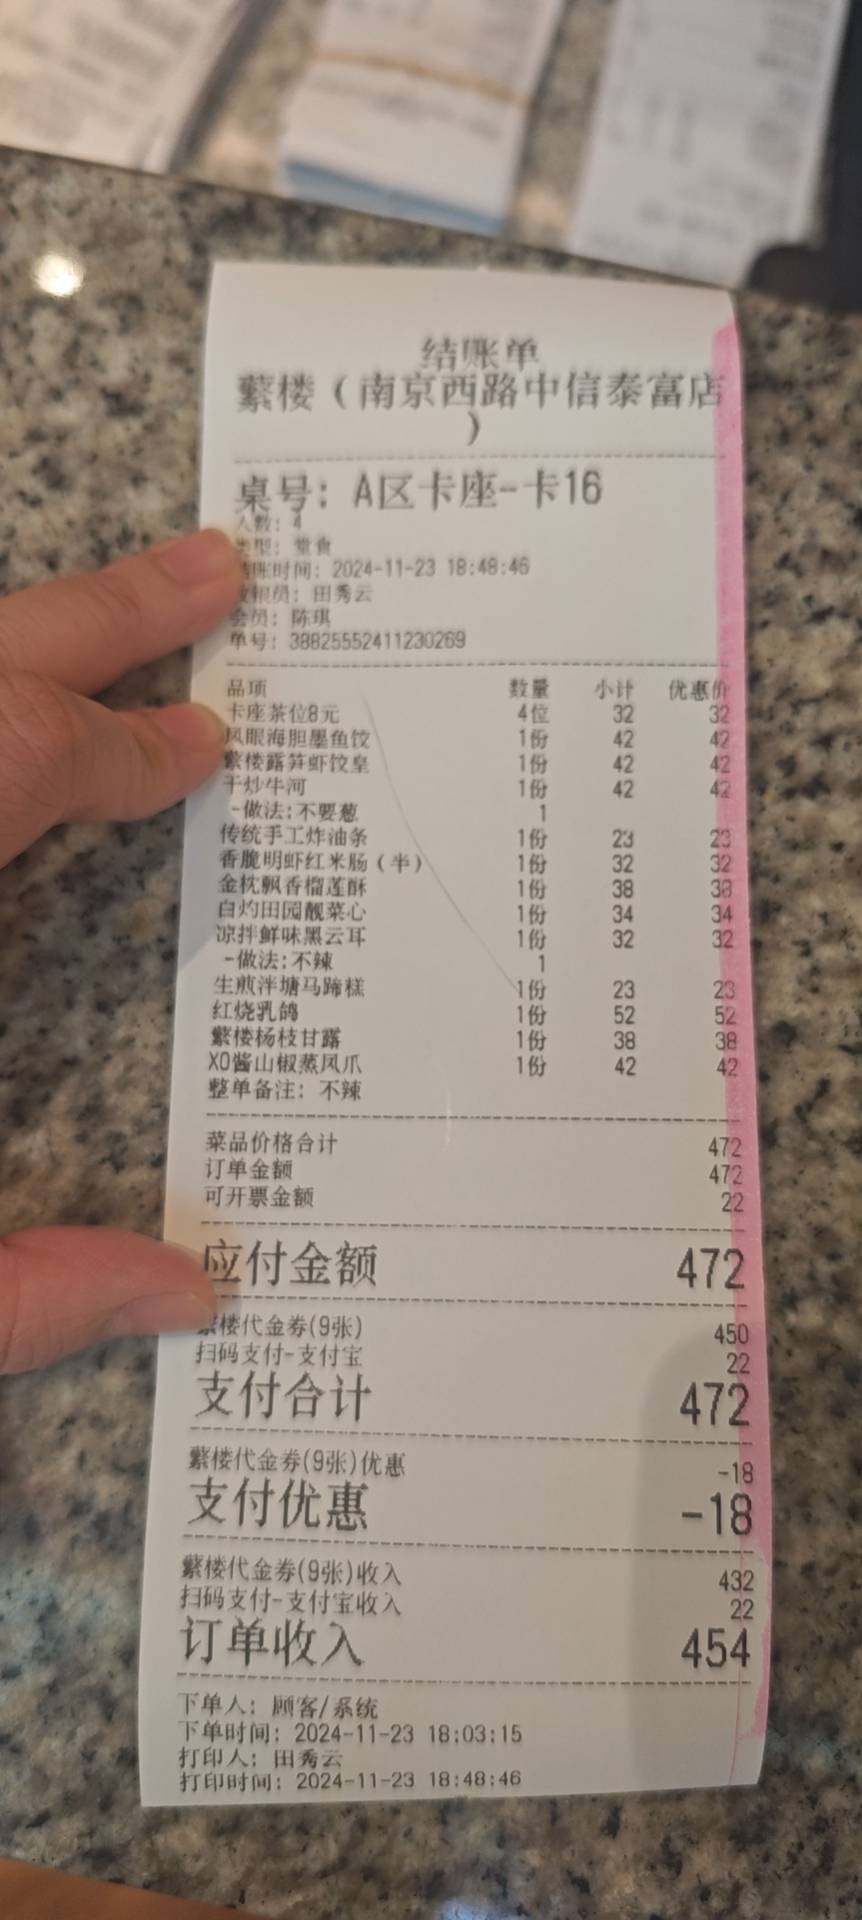 结账单
蘩楼（南京西路中信泰富店
）
桌号: A区卡座-卡16
人数: 4
类型: 堂食
结账时间: 2024-11-23 18:48:46
收银员: 田秀云
会员: 陈琪
单号: 38825552411230269
品项 数量 小计 优惠价
卡座茶位8元 4位 32 32
凤眼海胆墨鱼饺 1份 42 42
蘩楼露笋虾饺皇 1份 42 42
干炒牛河 1份 42 42
-做法:不要葱 1
传统手工炸油条 1份 23 23
香脆明虾红米肠（半） 1份 32 32
金枕飘香榴莲酥 1份 38 38
白灼田园靓菜心 1份 34 34
凉拌鲜味黑云耳 1份 32 32
-做法:不辣 1
生煎泮塘马蹄糕 1份 23 23
红烧乳鸽 1份 52 52
蘩楼杨枝甘露 1份 38 38
XO酱山椒蒸凤爪 1份 42 42
整单备注: 不辣
菜品价格合计 472
订单金额 472
可开票金额 22
应付金额 472
蘩楼代金券(9张) 450
扫码支付-支付宝 22
支付合计 472
蘩楼代金券(9张)优惠 -18
支付优惠 -18
蘩楼代金券(9张)收入 432
扫码支付-支付宝收入 22
订单收入 454
下单人: 顾客/系统
下单时间: 2024-11-23 18:03:15
打印人: 田秀云
打印时间: 2024-11-23 18:48:46